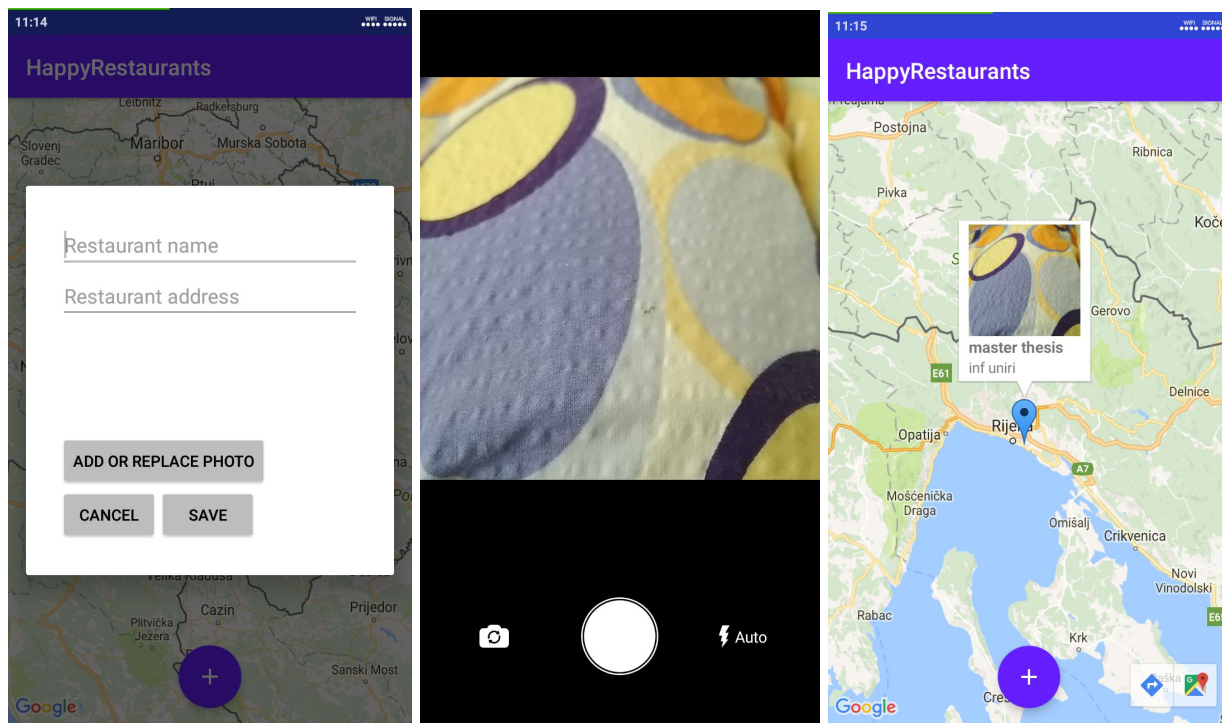 11:14
WIFI SIGNAL
HappyRestaurants
Leibnitz
Radkersburg
Slovenj
Gradec
Maribor
Murska Sobota
Ptuj
Restaurant name
Restaurant address
ADD OR REPLACE PHOTO
CANCEL
SAVE
Velika Kladuša
Cazin
Prijedor
Plitvička
Jezera
Sanski Most
+
Google
Auto
11:15
WIFI SIGNAL
HappyRestaurants
Postojna
Ribnica
Pivka
Koče
Gerovo
master thesis
inf uniri
E61
Delnice
Opatija
Rijeka
A7
Mošćenička
Draga
Omišalj
Crikvenica
Novi
Vinodolski
Rabac
E65
Krk
Cres
+
Google